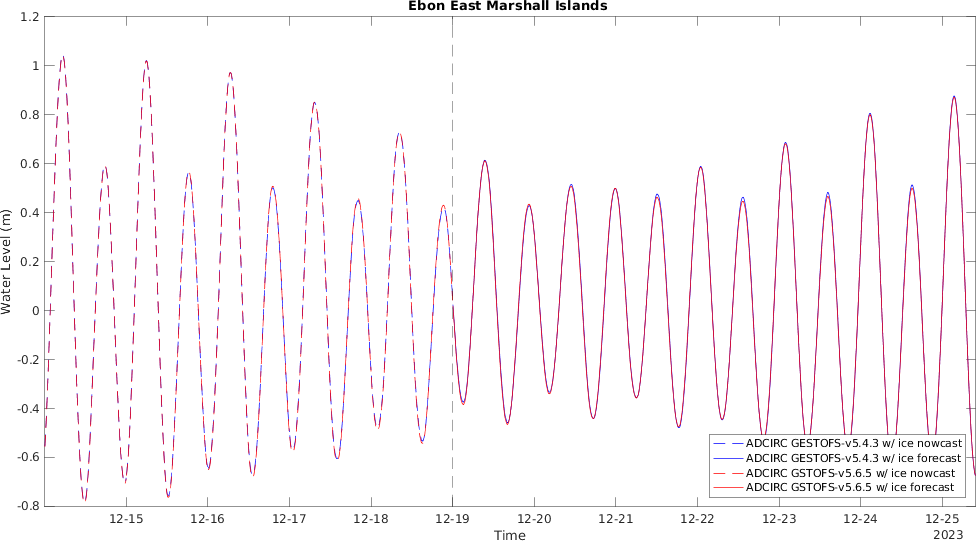 Ebon East Marshall Islands
1.2
1
0.8
0.6
0.4
0.2
0
-0.2
-0.4
-0.6
-0.8
Water Level (m)
ADCIRC GESTOFS-v5.4.3 w/ ice nowcast
ADCIRC GESTOFS-v5.4.3 w/ ice forecast
ADCIRC GSTOFS-v5.6.5 w/ ice nowcast
ADCIRC GSTOFS-v5.6.5 w/ ice forecast
12-15 12-16 12-17 12-18 12-19 12-20 12-21 12-22 12-23 12-24 12-25
Time
2023